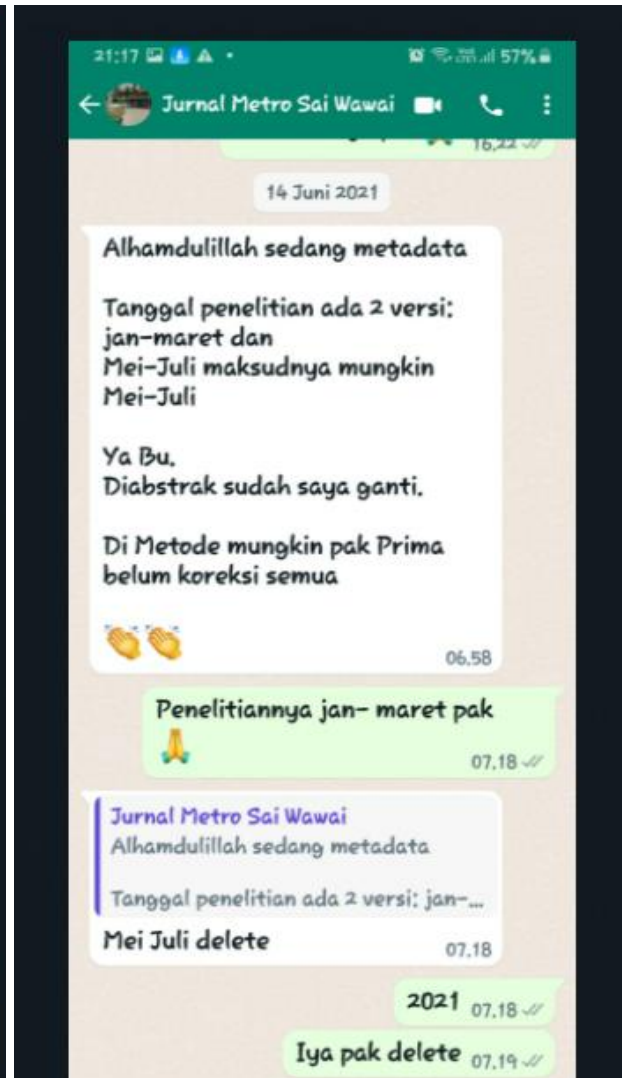 21:17
57%
Jurnal Metro Sai Wawai
16.22
14 Juni 2021
Alhamdulillah sedang metadata
Tanggal penelitian ada 2 versi:
jan-maret dan
Mei-Juli maksudnya mungkin
Mei-Juli
Ya Bu.
Diabstrak sudah saya ganti.
Di Metode mungkin pak Prima
belum koreksi semua
👏👏
06.58
Penelitiannya jan- maret pak
🙏
07.18
Jurnal Metro Sai Wawai
Alhamdulillah sedang metadata
Tanggal penelitian ada 2 versi: jan-...
Mei Juli delete
07.18
2021 07.18
Iya pak delete 07.19